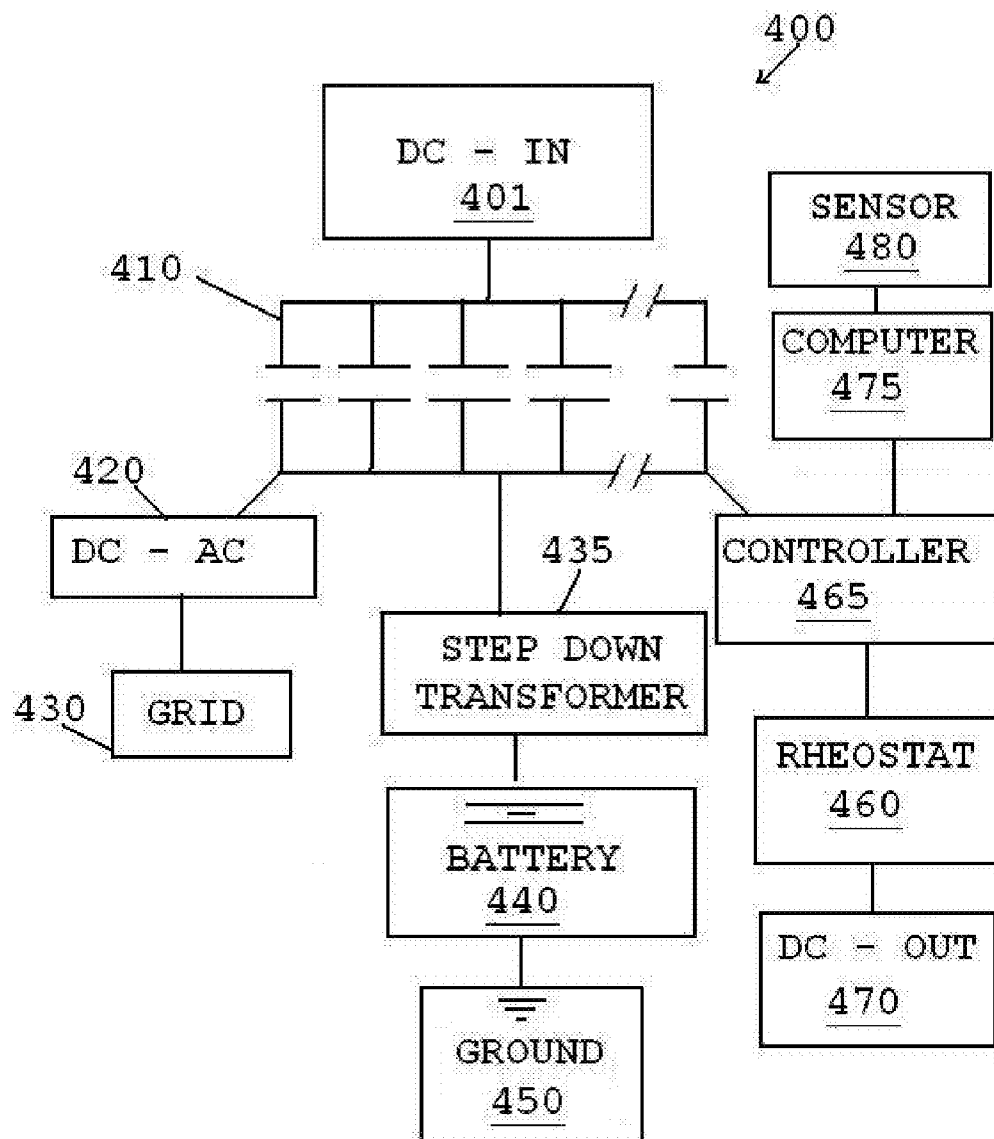 400
DC - IN
401
SENSOR
480
410
COMPUTER
475
420
DC - AC
435
CONTROLLER
465
STEP DOWN
TRANSFORMER
430
GRID
RHEOSTAT
460
BATTERY
440
DC - OUT
470
GROUND
450